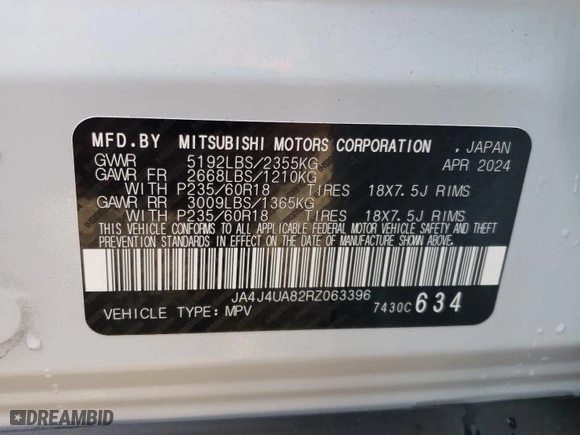 MFD.BY MITSUBISHI MOTORS CORPORATION , JAPAN
GVWR 5192LBS/2355KG APR 2024
GAWR FR 2668LBS/1210KG
WITH P235/60R18 TIRES 18X7.5J RIMS
GAWR RR 3009LBS/1365KG
WITH P235/60R18 TIRES 18X7.5J RIMS
THIS VEHICLE CONFORMS TO ALL APPLICABLE FEDERAL MOTOR VEHICLE SAFETY AND THEFT
PREVENTION STANDARDS IN EFFECT ON THE DATE OF MANUFACTURE SHOWN ABOVE.
JA4J4UA82RZ063396
VEHICLE TYPE: MPV 7430C 634
DREAMBID